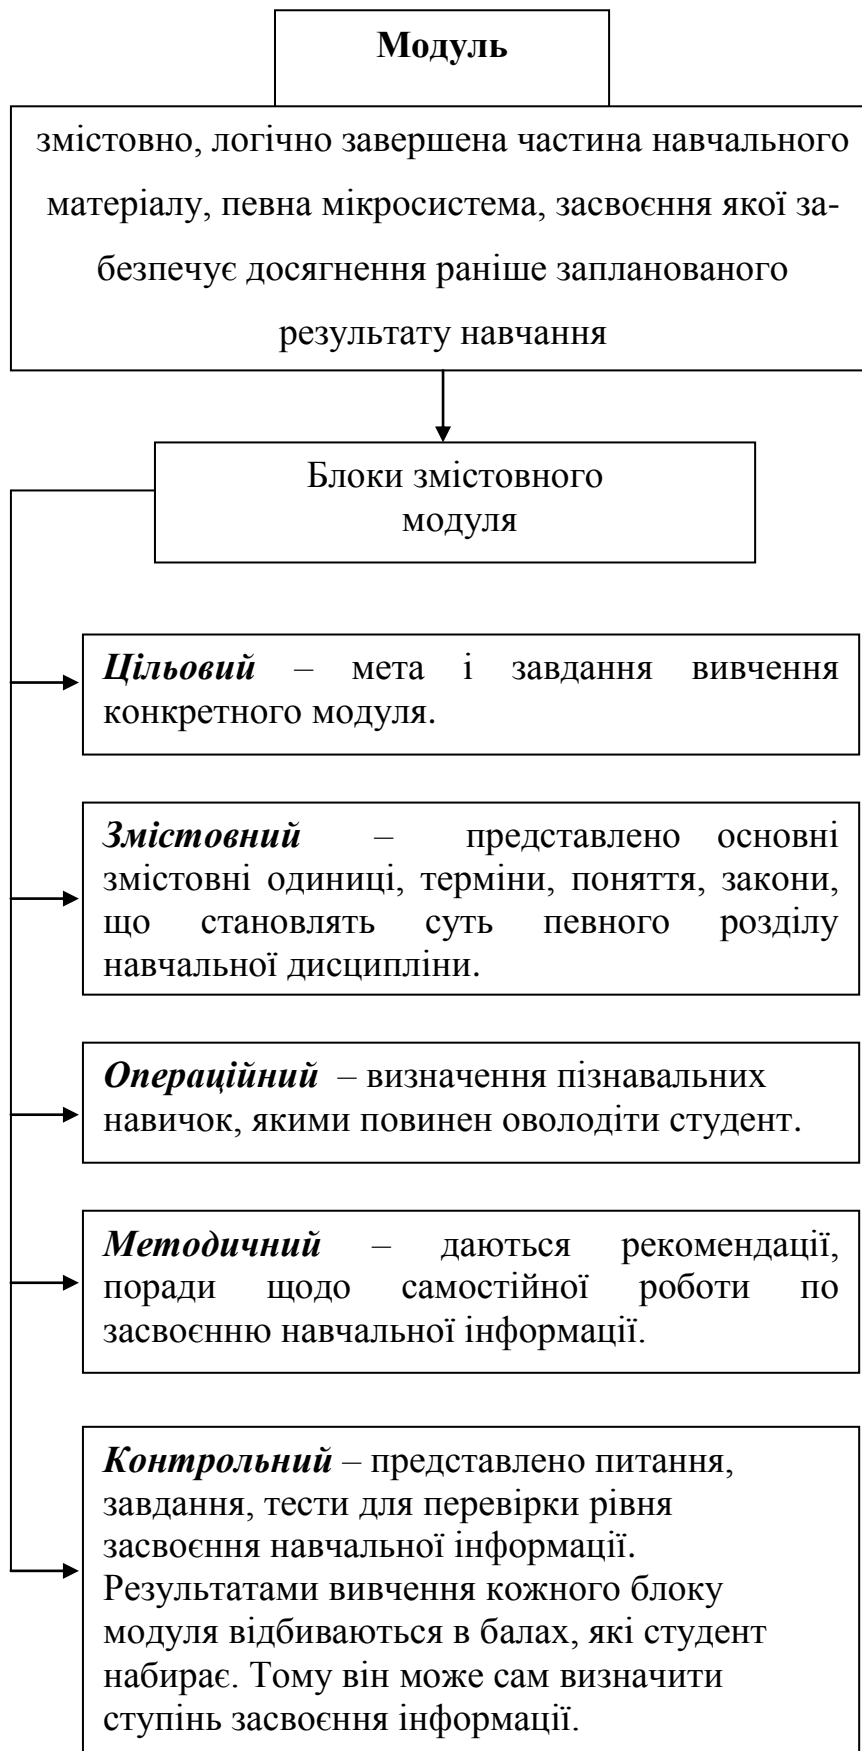 Модуль
змістовно, логічно завершена частина навчального
матеріалу, певна мікросистема, засвоєння якої за-
безпечує досягнення раніше запланованого
результату навчання
Блоки змістовного
модуля
Цільовий – мета і завдання вивчення
конкретного модуля.
Змістовний – представлено основні
змістовні одиниці, терміни, поняття, закони,
що становлять суть певного розділу
навчальної дисципліни.
Операційний – визначення пізнавальних
навичок, якими повинен оволодіти студент.
Методичний – даються рекомендації,
поради щодо самостійної роботи по
засвоєнню навчальної інформації.
Контрольний – представлено питання,
завдання, тести для перевірки рівня
засвоєння навчальної інформації.
Результатами вивчення кожного блоку
модуля відбиваються в балах, які студент
набирає. Тому він може сам визначити
ступінь засвоєння інформації.